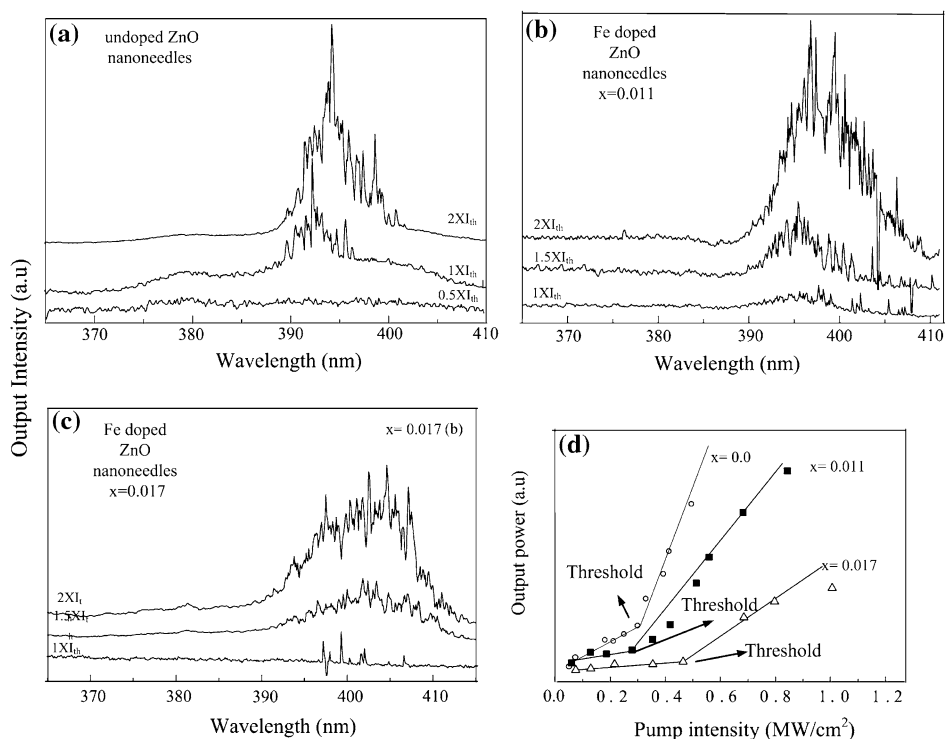 Output Intensity (a.u)
(a)
undoped ZnO
nanoneedles
2XIth
1XIth
0.5XIth
370 380 390 400 410
Wavelength (nm)
(b)
Fe doped
ZnO
nanoneedles
x=0.011
2XIth
1.5XIth
1XIth
370 380 390 400 410
Wavelength (nm)
(c)
Fe doped
ZnO
nanoneedles
x=0.017
x= 0.017 (b)
2XIt
1.5XIth
1XIth
370 380 390 400 410
Wavelength (nm)
(d)
x= 0.0
x= 0.011
x= 0.017
Threshold
Threshold
Threshold
Output power (a.u)
0.0 0.2 0.4 0.6 0.8 1.0 1.2
Pump intensity (MW/cm²)